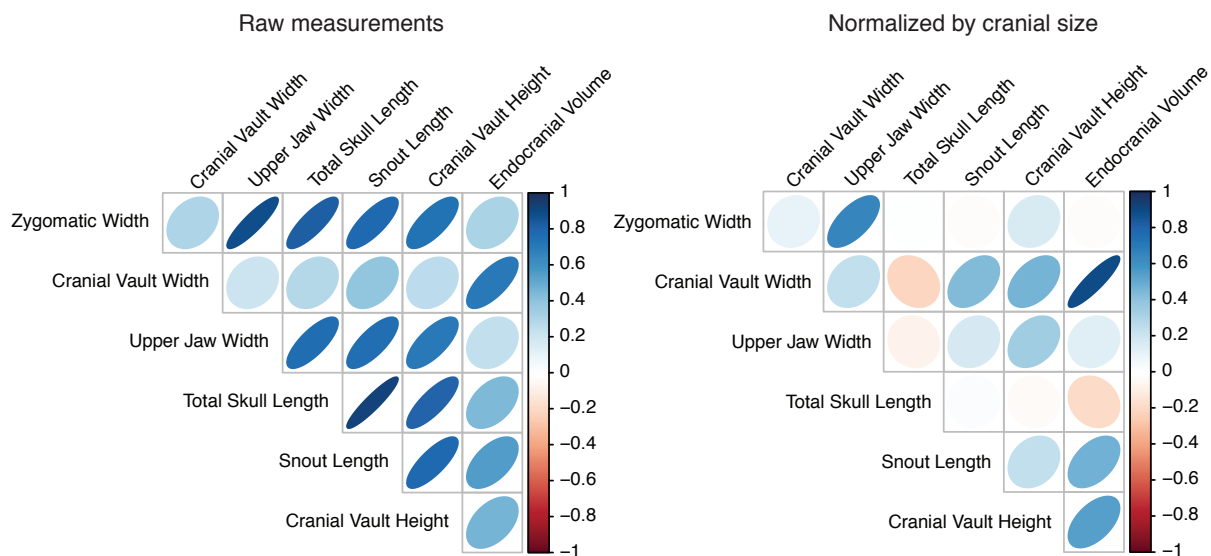 Raw measurements
Cranial Vault Width
Upper Jaw Width
Total Skull Length
Snout Length
Cranial Vault Height
Endocranial Volume
Zygomatic Width
Cranial Vault Width
Upper Jaw Width
Total Skull Length
Snout Length
Cranial Vault Height
1
0.8
0.6
0.4
0.2
0
−0.2
−0.4
−0.6
−0.8
−1
Normalized by cranial size
Cranial Vault Width
Upper Jaw Width
Total Skull Length
Snout Length
Cranial Vault Height
Endocranial Volume
Zygomatic Width
Cranial Vault Width
Upper Jaw Width
Total Skull Length
Snout Length
Cranial Vault Height
1
0.8
0.6
0.4
0.2
0
−0.2
−0.4
−0.6
−0.8
−1